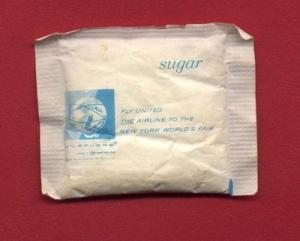 sugar
FLY UNITED
THE AIRLINE TO THE
NEW YORK WORLD'S FAIR